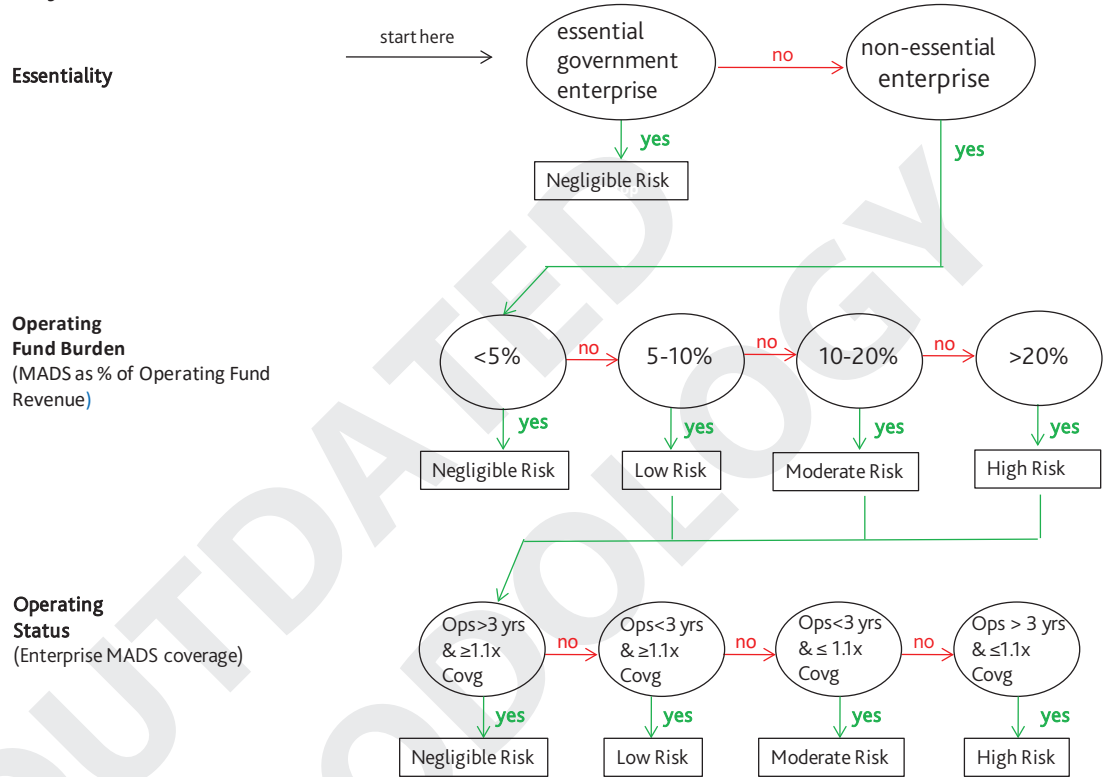 start here
Essentiality
essential
government
enterprise
no
non-essential
enterprise
yes
yes
Negligible Risk
Operating
Fund Burden
(MADS as % of Operating Fund
Revenue)
<5%
no
5-10%
no
10-20%
no
>20%
yes
yes
yes
yes
Negligible Risk
Low Risk
Moderate Risk
High Risk
Operating
Status
(Enterprise MADS coverage)
Ops>3 yrs
& ≥1.1x
Covg
no
Ops<3 yrs
& ≥1.1x
Covg
no
Ops<3 yrs
& ≤ 1.1x
Covg
no
Ops > 3 yrs
& ≤1.1x
Covg
yes
yes
yes
yes
Negligible Risk
Low Risk
Moderate Risk
High Risk
OUTDATED
ODOLOGY